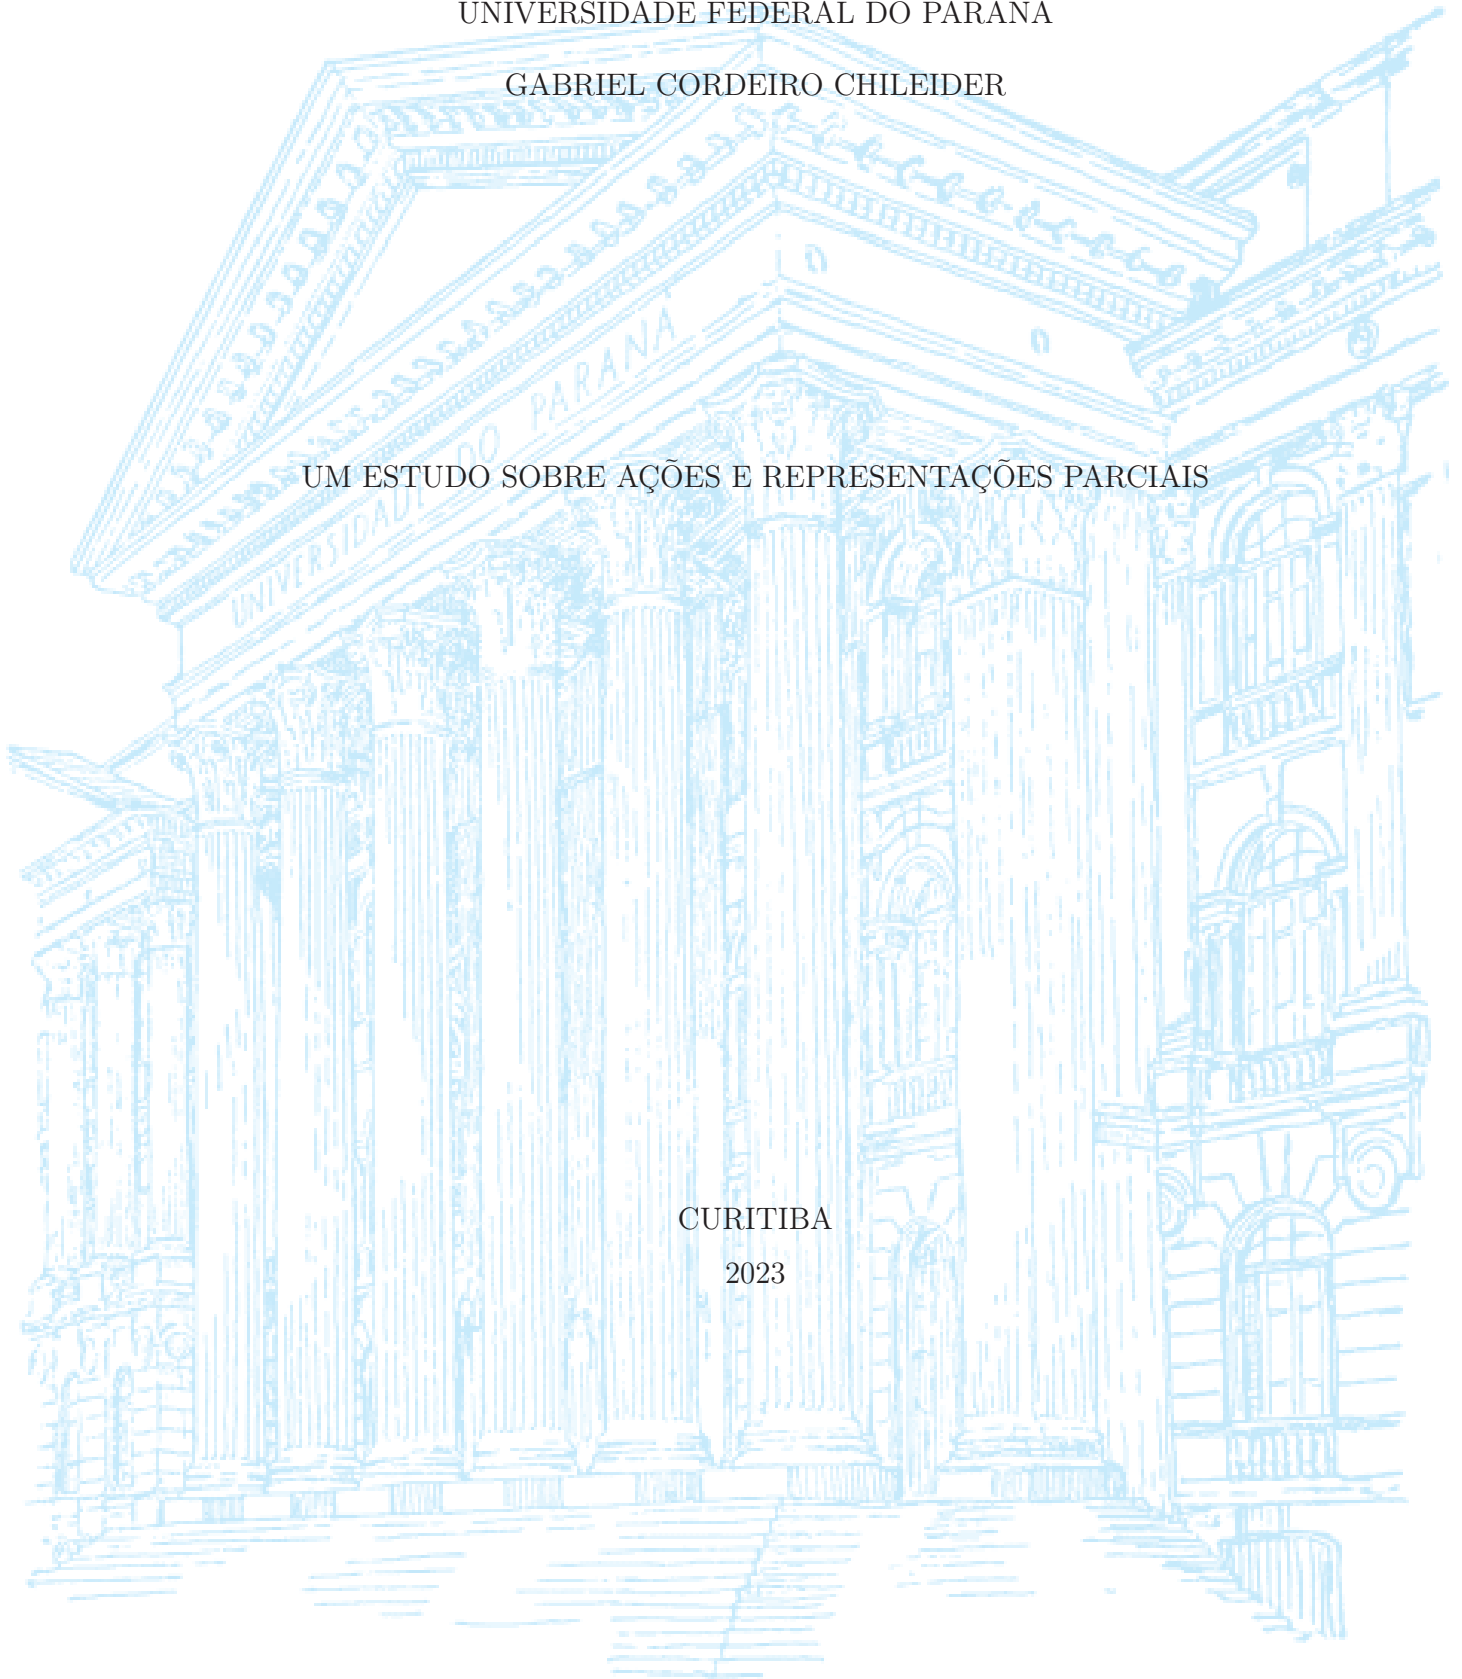 UNIVERSIDADE FEDERAL DO PARANÁ
GABRIEL CORDEIRO CHILEIDER
UNIVERSIDADE DO PARANÁ
UM ESTUDO SOBRE AÇÕES E REPRESENTAÇÕES PARCIAIS
CURITIBA
2023